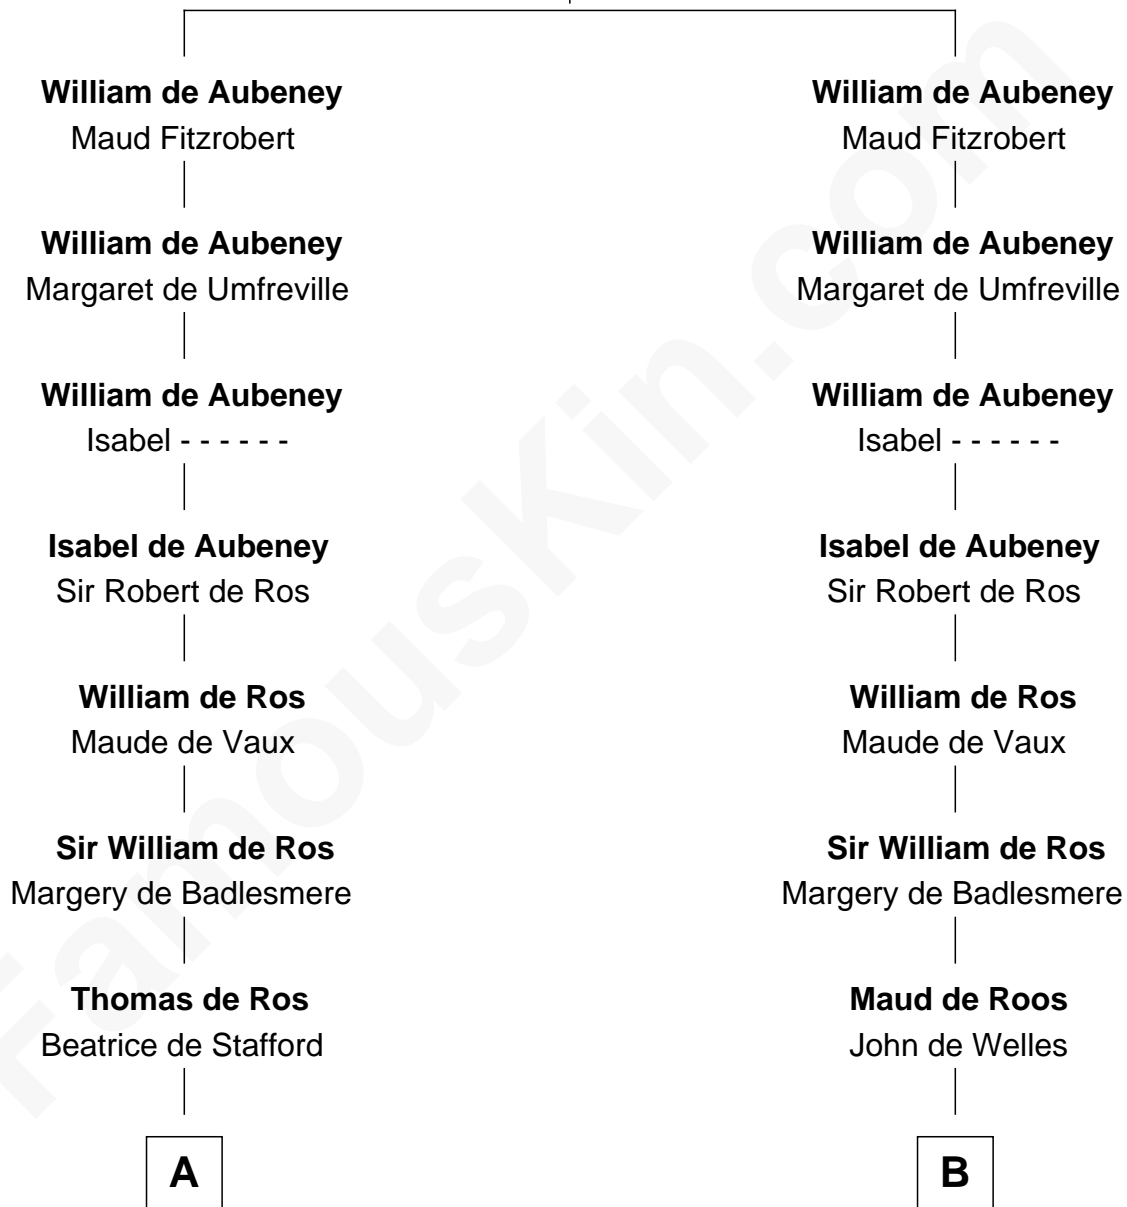 William de Aubeney
Maud Fitzrobert
William de Aubeney
Margaret de Umfreville
William de Aubeney
Isabel - - - - - -
Isabel de Aubeney
Sir Robert de Ros
William de Ros
Maude de Vaux
Sir William de Ros
Margery de Badlesmere
Thomas de Ros
Beatrice de Stafford
A
William de Aubeney
Maud Fitzrobert
William de Aubeney
Margaret de Umfreville
William de Aubeney
Isabel - - - - - -
Isabel de Aubeney
Sir Robert de Ros
William de Ros
Maude de Vaux
Sir William de Ros
Margery de Badlesmere
Maud de Roos
John de Welles
B
FamousKin.com